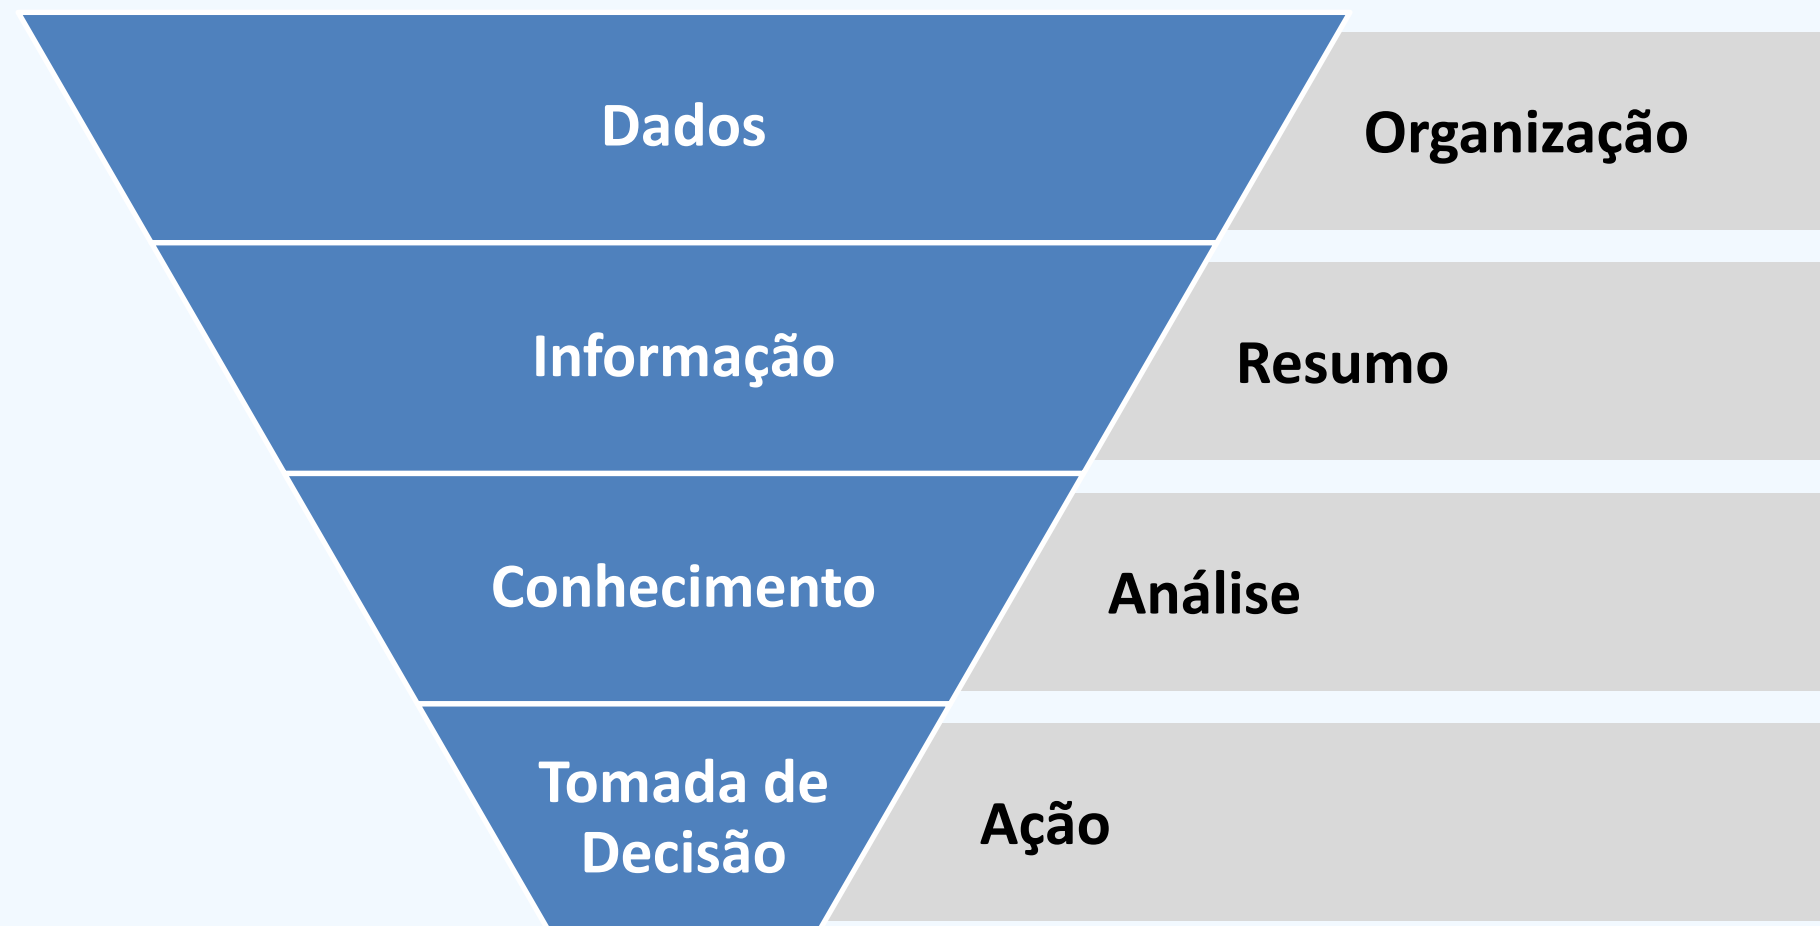 Dados
Organização
Informação
Resumo
Conhecimento
Análise
Tomada de
Decisão
Ação